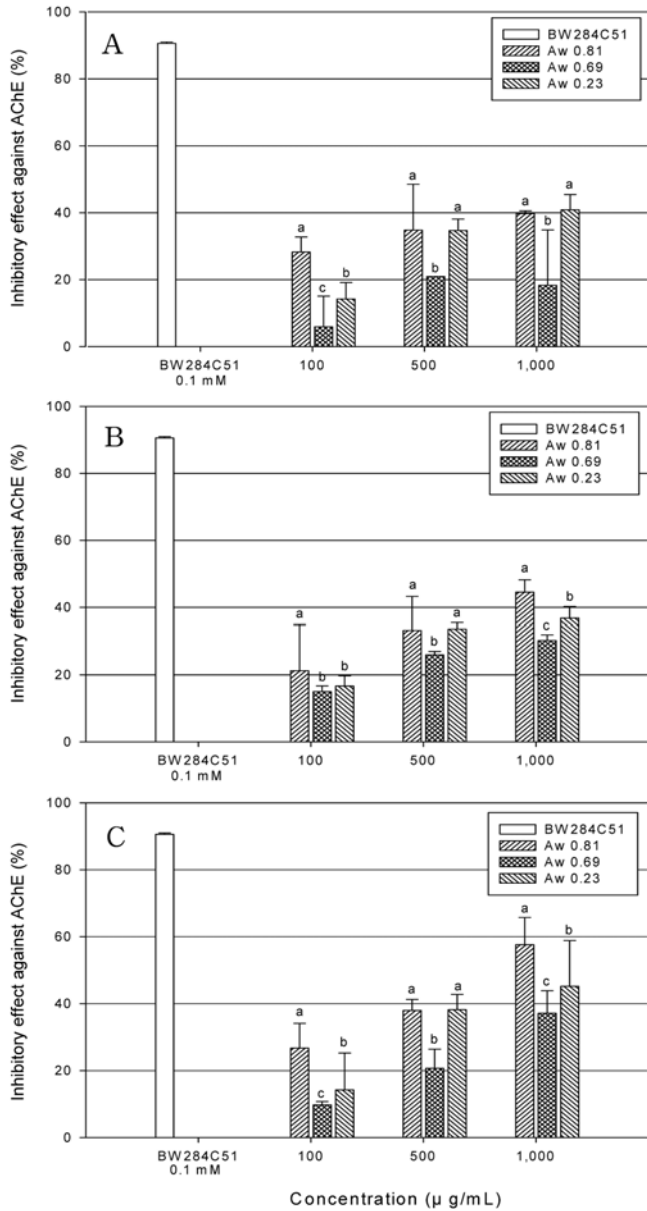 A
BW284C51
Aw 0.81
Aw 0.69
Aw 0.23
Inhibitory effect against AChE (%)
100
80
60
40
20
0
a
c
b
a
b
a
a
b
a
BW284C51
0.1 mM
100
500
1,000
B
BW284C51
Aw 0.81
Aw 0.69
Aw 0.23
Inhibitory effect against AChE (%)
100
80
60
40
20
0
a
b
b
a
b
a
a
c
b
BW284C51
0.1 mM
100
500
1,000
C
BW284C51
Aw 0.81
Aw 0.69
Aw 0.23
Inhibitory effect against AChE (%)
100
80
60
40
20
0
a
c
b
a
b
a
a
c
b
BW284C51
0.1 mM
100
500
1,000
Concentration (μ g/mL)